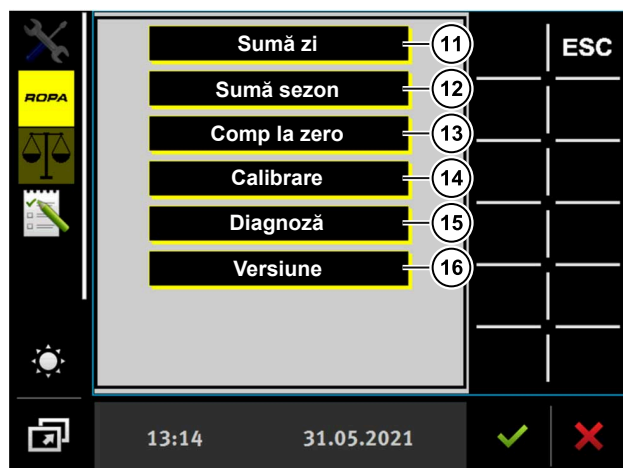 Sumă zi
11
ESC
ROPA
Sumă sezon
12
Comp la zero
13
Calibrare
14
Diagnoză
15
Versiune
16
13:14
31.05.2021